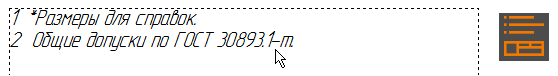 1 *Размеры для справок.
2 Общие допуски по ГОСТ 30893.1-m.